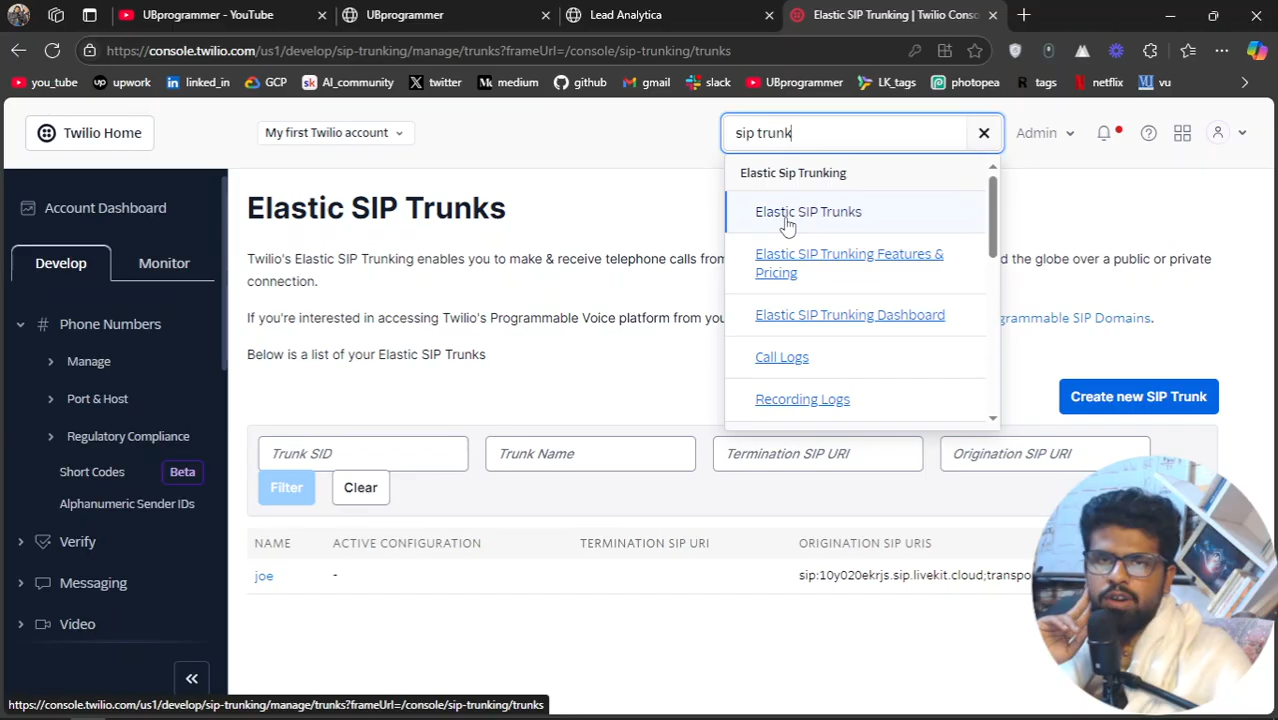 UBprogrammer - YouTube
UBprogrammer
Lead Analytica
Elastic SIP Trunking | Twilio Conso
https://console.twilio.com/us1/develop/sip-trunking/manage/trunks?frameUrl=/console/sip-trunking/trunks
you_tube
upwork
linked_in
GCP
AI_community
twitter
medium
github
gmail
slack
UBprogrammer
LK_tags
photopea
tags
netflix
vu
Twilio Home
My first Twilio account
sip trunk
Admin
Elastic Sip Trunking
Elastic SIP Trunks
Elastic SIP Trunking Features &
Pricing
Elastic SIP Trunking Dashboard
Call Logs
Recording Logs
Account Dashboard
Develop
Monitor
Phone Numbers
Manage
Port & Host
Regulatory Compliance
Short Codes
Beta
Alphanumeric Sender IDs
Verify
Messaging
Video
Elastic SIP Trunks
Twilio's Elastic SIP Trunking enables you to make & receive telephone calls from
d the globe over a public or private
connection.
If you're interested in accessing Twilio's Programmable Voice platform from you
grammable SIP Domains.
Below is a list of your Elastic SIP Trunks
Create new SIP Trunk
Trunk SID
Trunk Name
Termination SIP URI
Origination SIP URI
Filter
Clear
NAME
ACTIVE CONFIGURATION
TERMINATION SIP URI
ORIGINATION SIP URIS
joe
-
sip:10y020ekrjs.sip.livekit.cloud;transpo
https://console.twilio.com/us1/develop/sip-trunking/manage/trunks?frameUrl=/console/sip-trunking/trunks